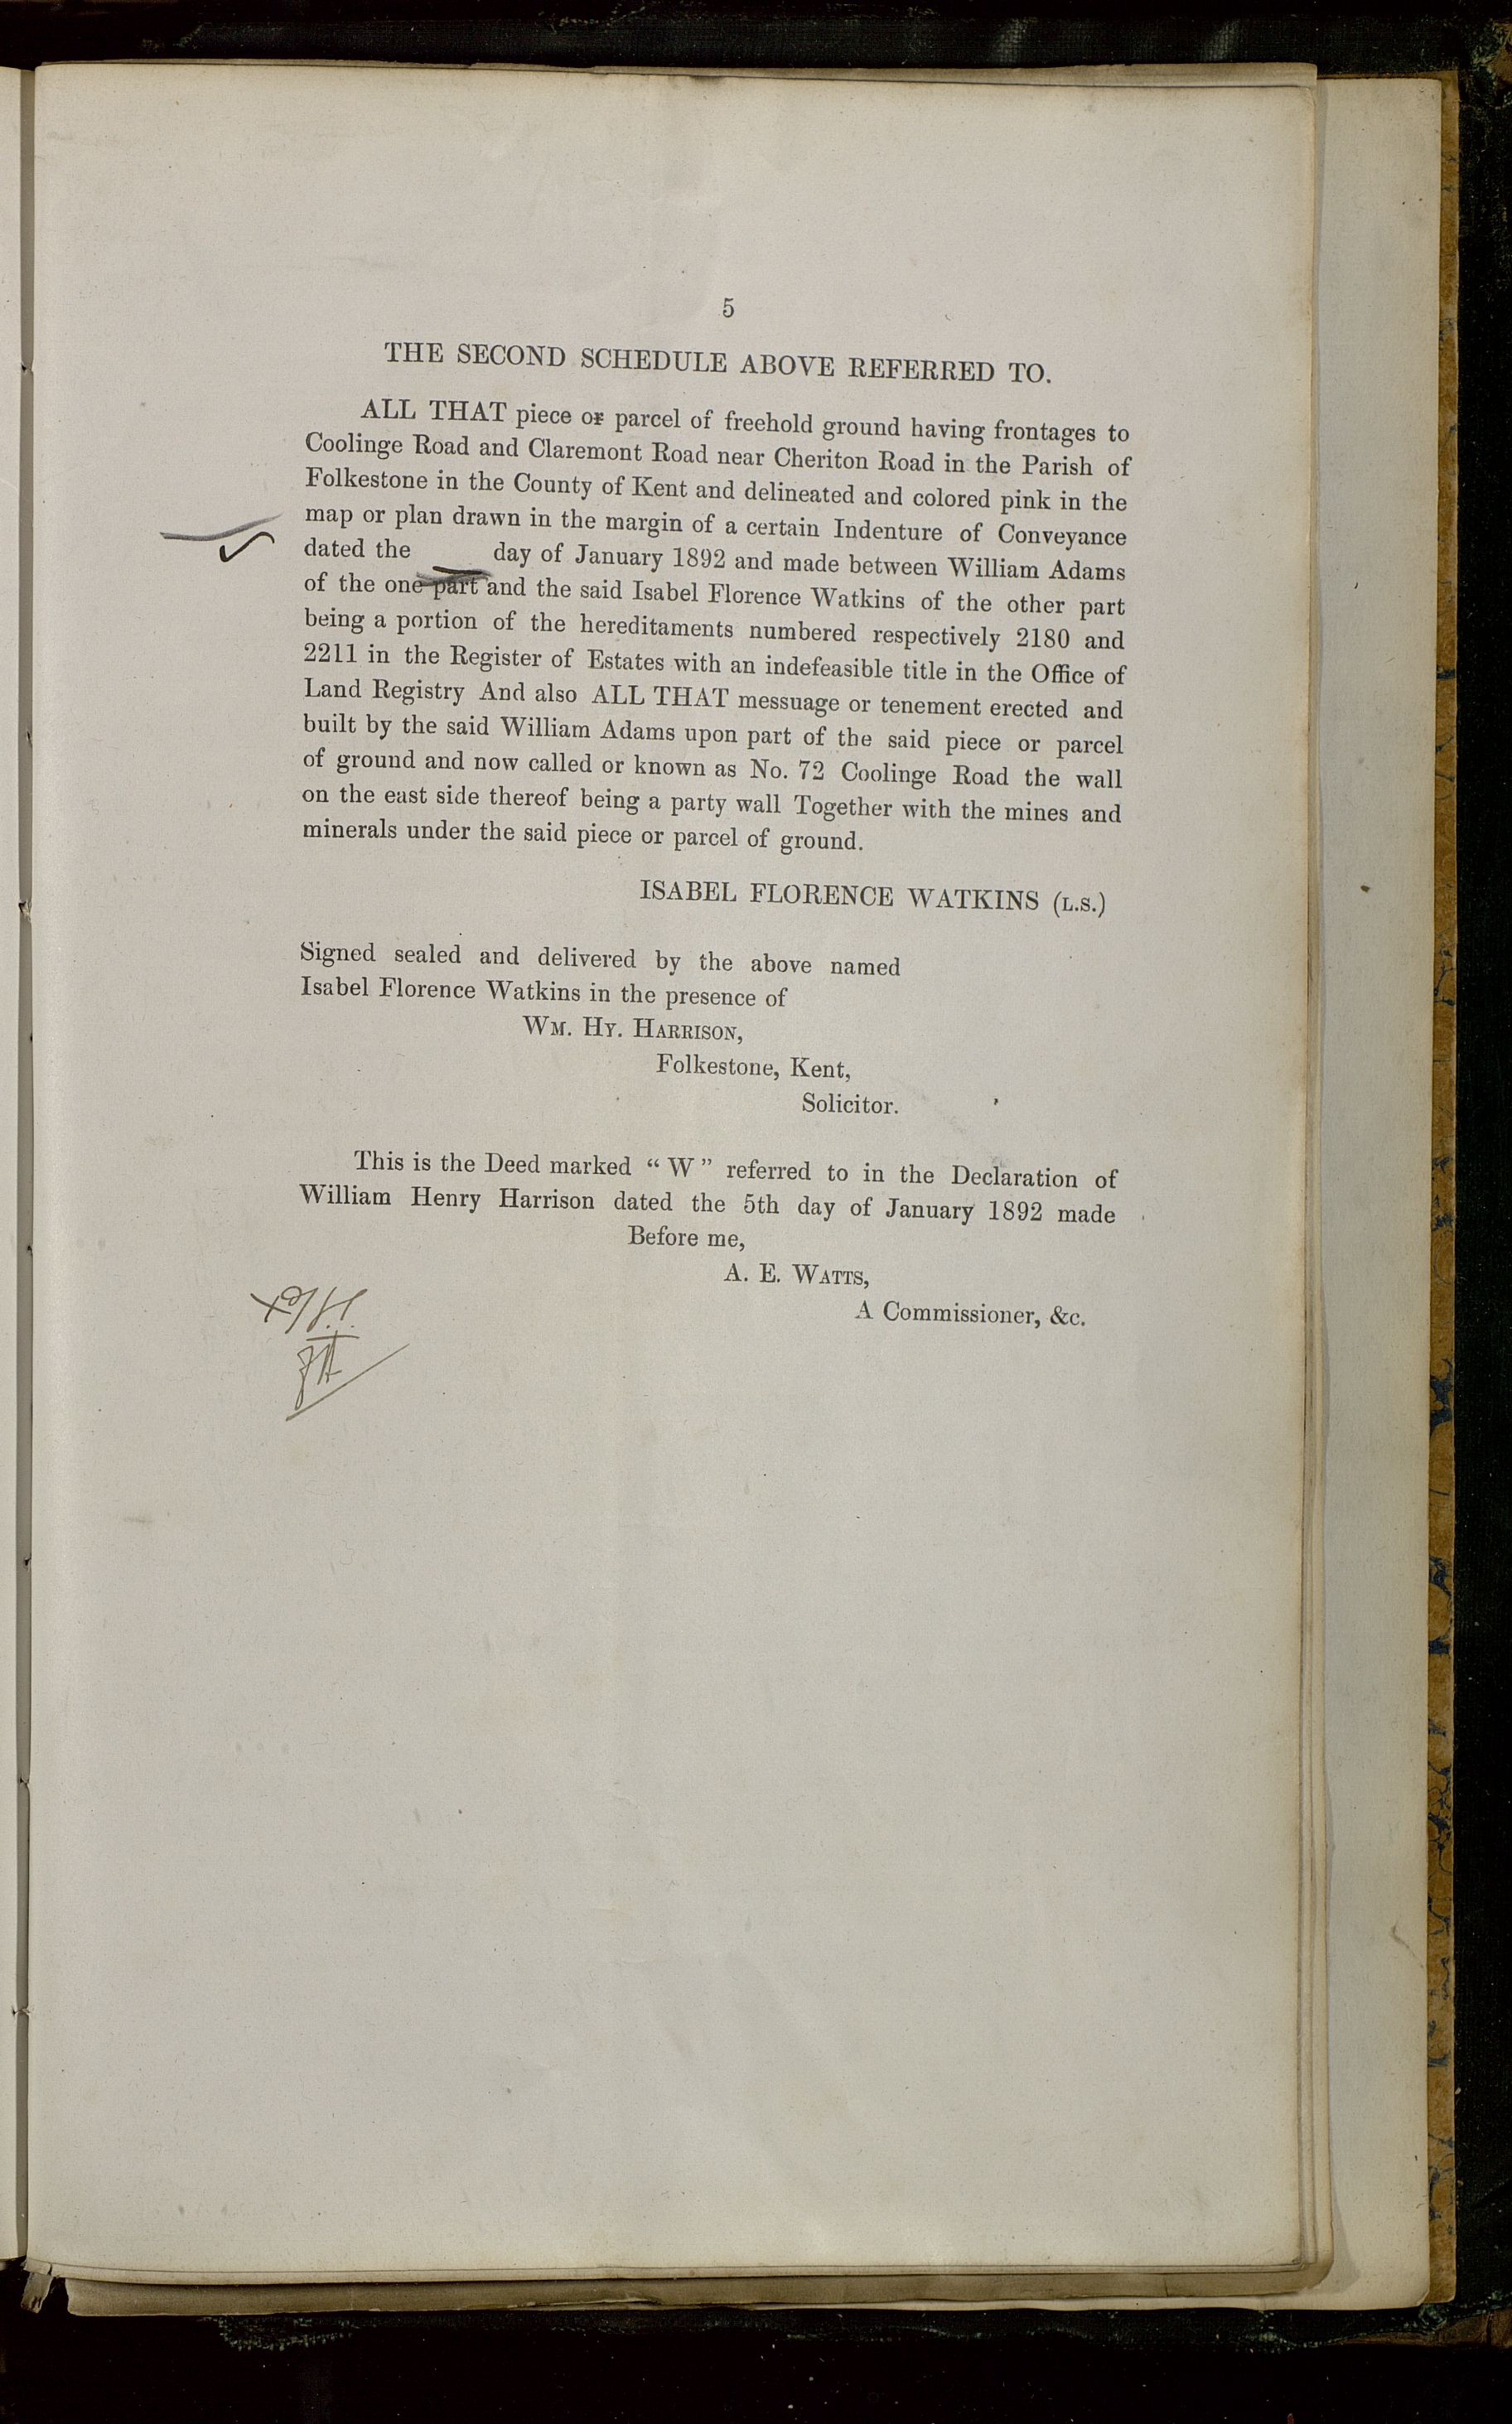 5
THE SECOND SCHEDULE ABOVE REFERRED TO.
ALL THAT piece or parcel of freehold ground having frontages to
Coolinge Road and Claremont Road near Cheriton Road in the Parish of
Folkestone in the County of Kent and delineated and colored pink in the
map or plan drawn in the margin of a certain Indenture of Conveyance
dated the day of January 1892 and made between William Adams
of the one part and the said Isabel Florence Watkins of the other part
being a portion of the hereditaments numbered respectively 2180 and
2211 in the Register of Estates with an indefeasible title in the Office of
Land Registry And also ALL THAT messuage or tenement erected and
built by the said William Adams upon part of the said piece or parcel
of ground and now called or known as No. 72 Coolinge Road the wall
on the east side thereof being a party wall Together with the mines and
minerals under the said piece or parcel of ground.
ISABEL FLORENCE WATKINS (L.S.)
Signed sealed and delivered by the above named
Isabel Florence Watkins in the presence of
WM. HY. HARRISON,
Folkestone, Kent,
Solicitor.
This is the Deed marked “ W ” referred to in the Declaration of
William Henry Harrison dated the 5th day of January 1892 made
Before me,
A. E. WATTS,
A Commissioner, &c.